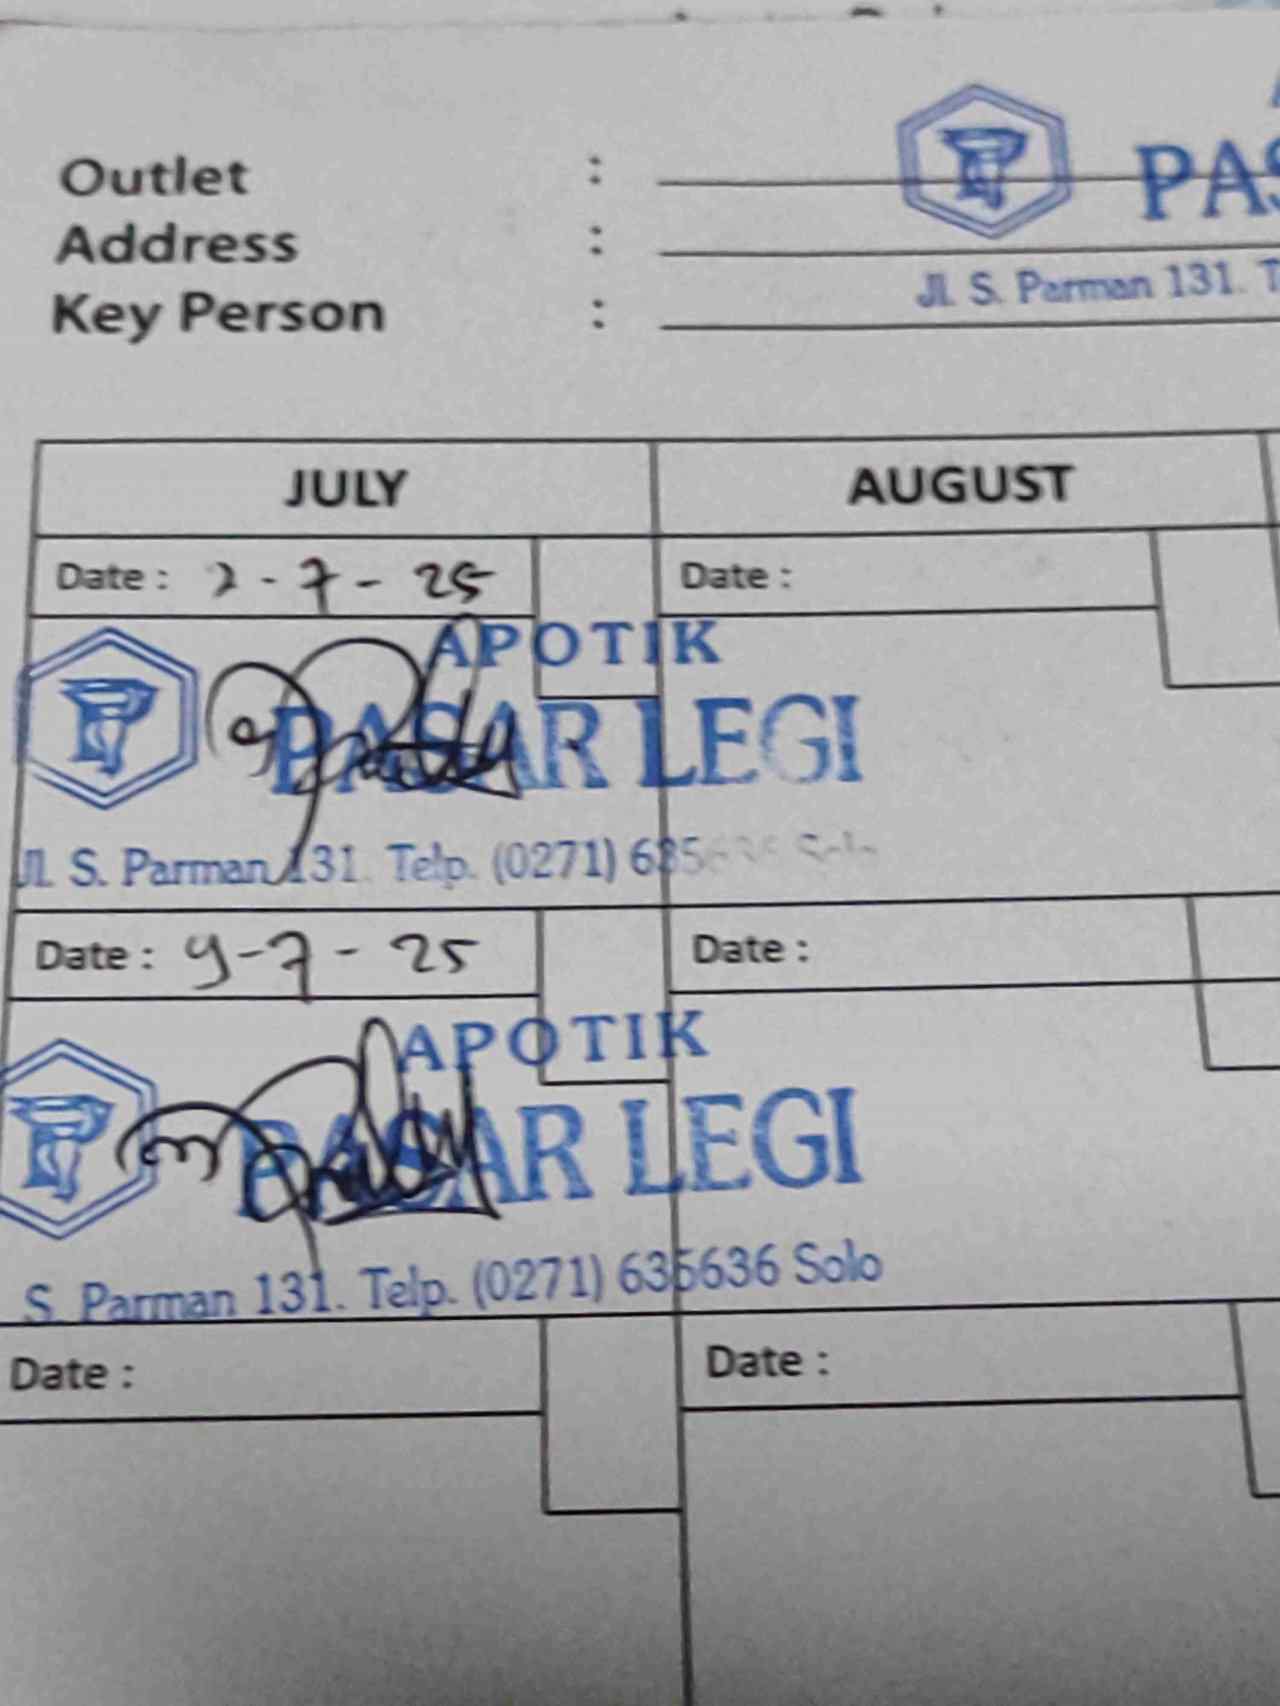 Outlet :
PAS
Address :
Jl. S. Parman 131. T
Key Person :
JULY AUGUST
Date : 2-7-25 Date :
APOTIK
PASAR LEGI
Jl. S. Parman 131. Telp. (0271) 635636 Solo
Date : 9-7-25 Date :
APOTIK
PASAR LEGI
S. Parman 131. Telp. (0271) 635636 Solo
Date : Date :